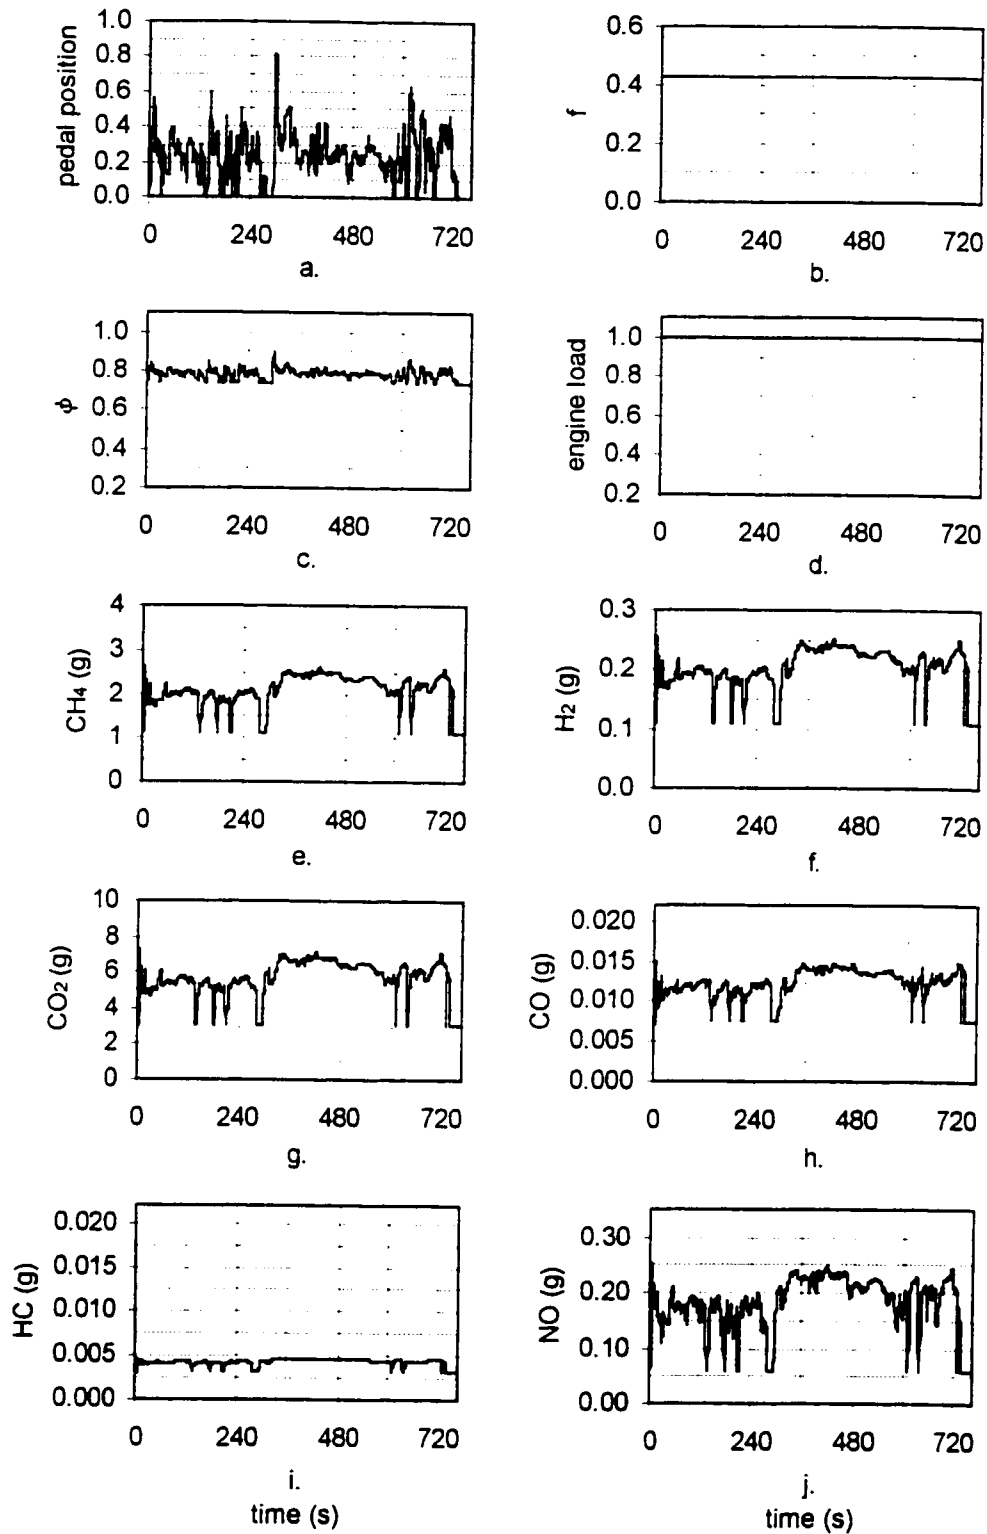 pedal position
1.0
0.8
0.6
0.4
0.2
0.0
0 240 480 720
a.
f
0.6
0.4
0.2
0.0
0 240 480 720
b.
ϕ
1.0
0.8
0.6
0.4
0.2
0 240 480 720
c.
engine load
1.0
0.8
0.6
0.4
0.2
0 240 480 720
d.
CH4 (g)
4
3
2
1
0
0 240 480 720
e.
H2 (g)
0.3
0.2
0.1
0.0
0 240 480 720
f.
CO2 (g)
10
8
6
4
2
0
0 240 480 720
g.
CO (g)
0.020
0.015
0.010
0.005
0.000
0 240 480 720
h.
HC (g)
0.020
0.015
0.010
0.005
0.000
0 240 480 720
i.
time (s)
NO (g)
0.30
0.20
0.10
0.00
0 240 480 720
j.
time (s)